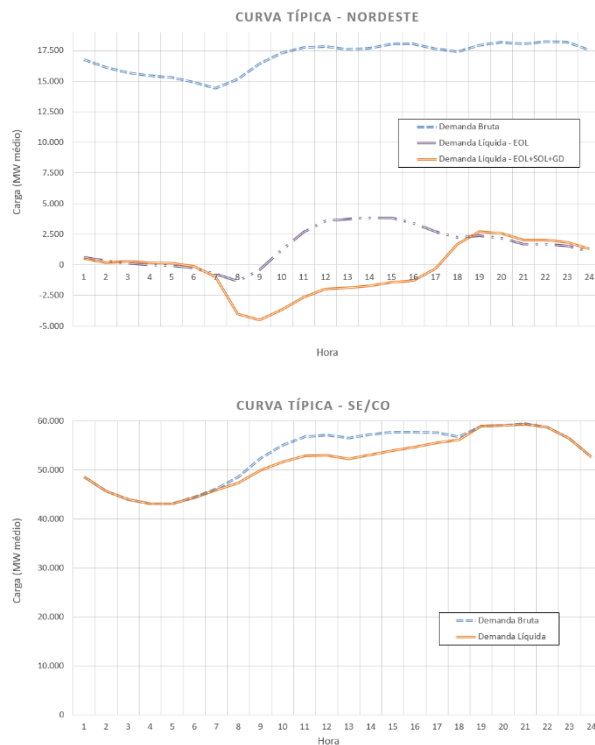 CURVA TÍPICA - NORDESTE
17.500
15.000
12.500
10.000
7.500
5.000
2.500
0
-2.500
-5.000
Carga (MW médio)
Demanda Bruta
Demanda Líquida - EOL
Demanda Líquida - EOL+SOL+GD
1 2 3 4 5 6 7 8 9 10 11 12 13 14 15 16 17 18 19 20 21 22 23 24
Hora
CURVA TÍPICA - SE/CO
60.000
50.000
40.000
30.000
20.000
10.000
0
Carga (MW médio)
Demanda Bruta
Demanda Líquida
1 2 3 4 5 6 7 8 9 10 11 12 13 14 15 16 17 18 19 20 21 22 23 24
Hora